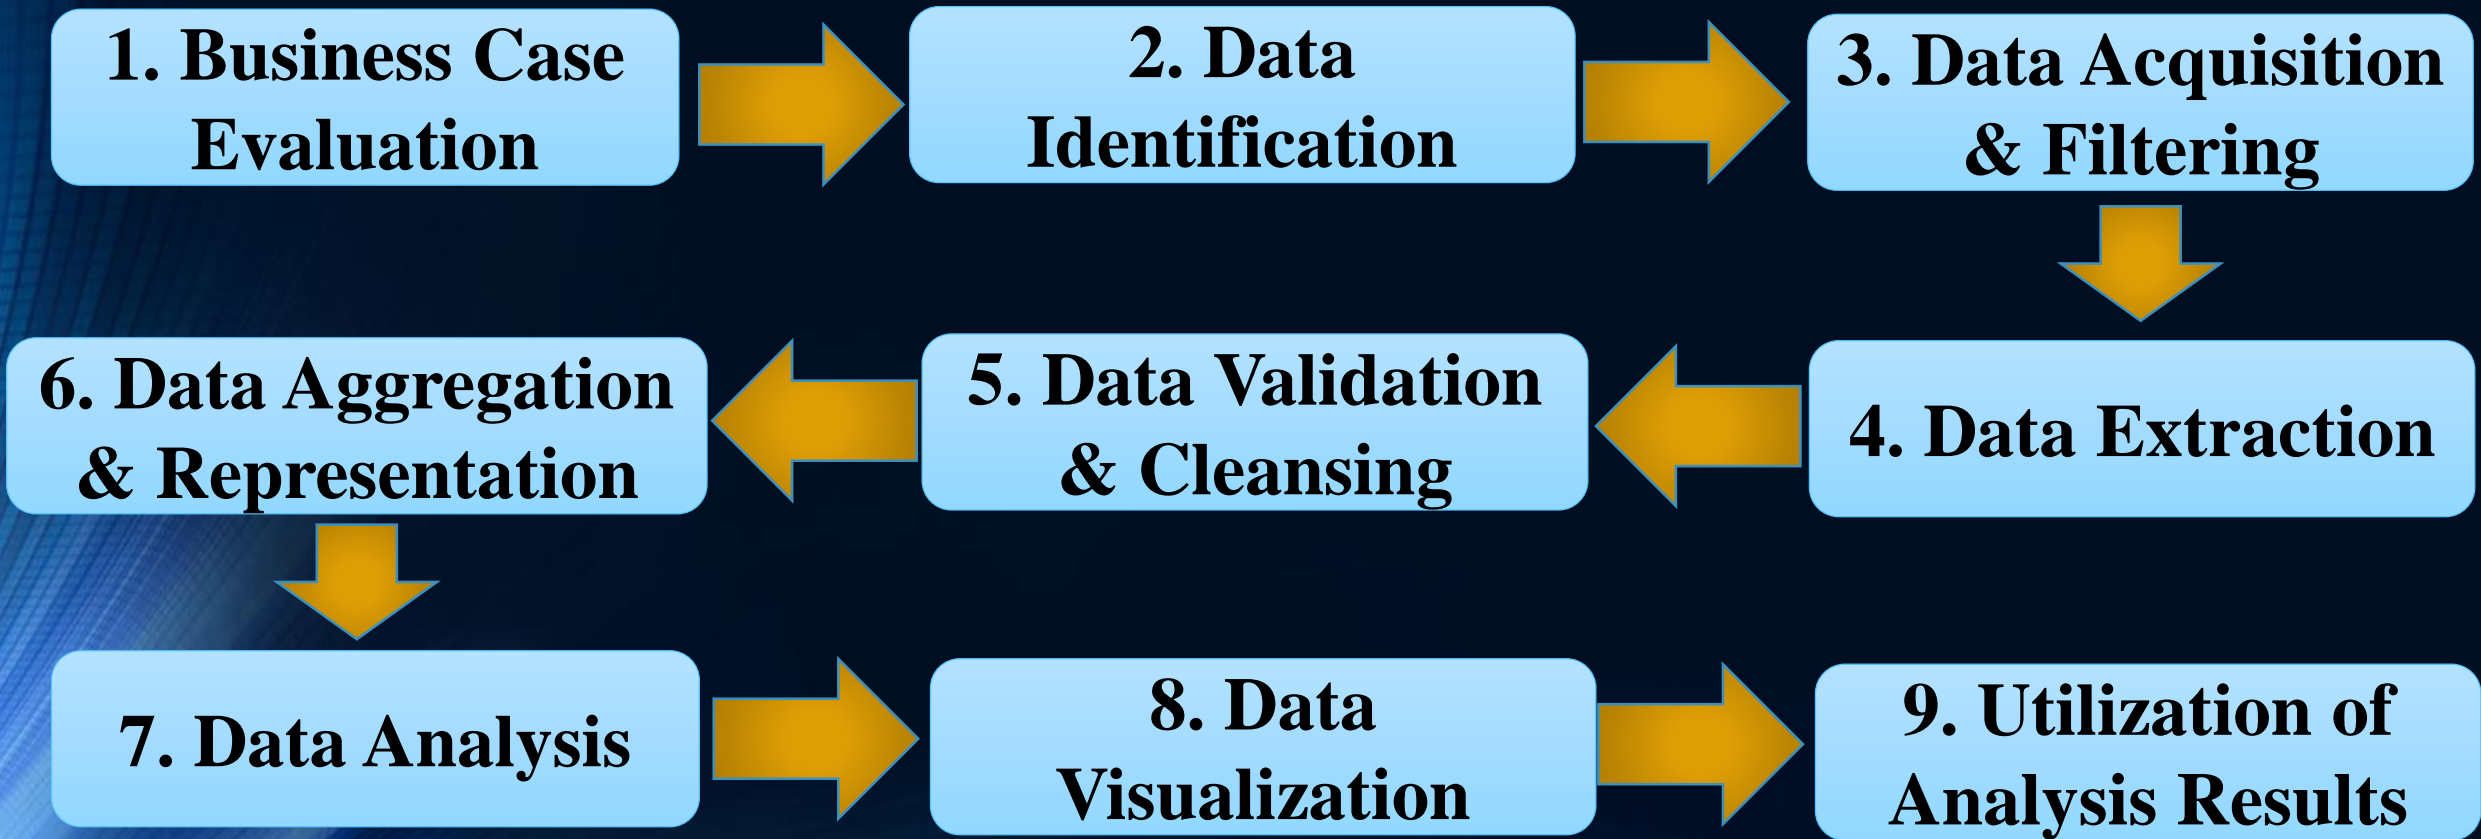 1. Business Case
Evaluation
2. Data
Identification
3. Data Acquisition
& Filtering
4. Data Extraction
5. Data Validation
& Cleansing
6. Data Aggregation
& Representation
7. Data Analysis
8. Data
Visualization
9. Utilization of
Analysis Results